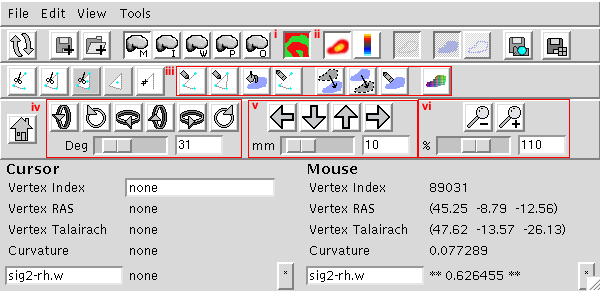 File Edit View Tools
M I W P O i ii
iii
iv v vi
Deg 31 mm 10 % 110
Cursor Mouse
Vertex Index none Vertex Index 89031
Vertex RAS none Vertex RAS (45.25 -8.79 -12.56)
Vertex Talairach none Vertex Talairach (47.62 -13.57 -26.13)
Curvature none Curvature 0.077289
sig2-rh.w none * sig2-rh.w ** 0.626455 ** *